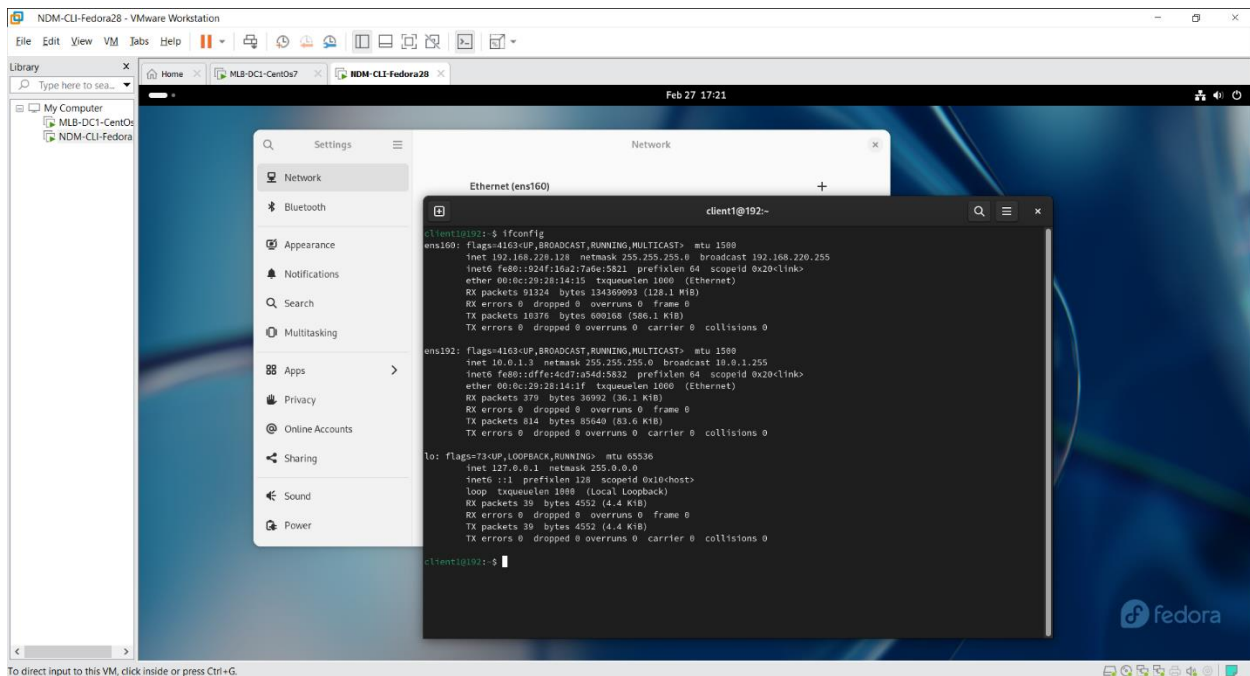 NDM-CLI-Fedora28 - VMware Workstation
File Edit View VM Tabs Help
Library
Type here to sea...
My Computer
MLB-DC1-CentOs
NDM-CLI-Fedora
Home
MLB-DC1-CentOs7
NDM-CLI-Fedora28
Feb 27 17:21
Settings
Network
Network
Bluetooth
Appearance
Notifications
Search
Multitasking
Apps
Privacy
Online Accounts
Sharing
Sound
Power
Ethernet (ens160)
client1@192:~
client1@192:~$ ifconfig
ens160: flags=4163<UP,BROADCAST,RUNNING,MULTICAST> mtu 1500
inet 192.168.220.128 netmask 255.255.255.0 broadcast 192.168.220.255
inet6 fe80::924f:16a2:7a6e:5821 prefixlen 64 scopeid 0x20<link>
ether 00:0c:29:28:14:15 txqueuelen 1000 (Ethernet)
RX packets 91324 bytes 134369093 (128.1 MiB)
RX errors 0 dropped 0 overruns 0 frame 0
TX packets 10376 bytes 600168 (586.1 KiB)
TX errors 0 dropped 0 overruns 0 carrier 0 collisions 0
ens192: flags=4163<UP,BROADCAST,RUNNING,MULTICAST> mtu 1500
inet 10.0.1.3 netmask 255.255.255.0 broadcast 10.0.1.255
inet6 fe80::dffe:4cd7:a54d:5832 prefixlen 64 scopeid 0x20<link>
ether 00:0c:29:28:14:1f txqueuelen 1000 (Ethernet)
RX packets 379 bytes 36992 (36.1 KiB)
RX errors 0 dropped 0 overruns 0 frame 0
TX packets 814 bytes 85640 (83.6 KiB)
TX errors 0 dropped 0 overruns 0 carrier 0 collisions 0
lo: flags=73<UP,LOOPBACK,RUNNING> mtu 65536
inet 127.0.0.1 netmask 255.0.0.0
inet6 ::1 prefixlen 128 scopeid 0x10<host>
loop txqueuelen 1000 (Local Loopback)
RX packets 39 bytes 4552 (4.4 KiB)
RX errors 0 dropped 0 overruns 0 frame 0
TX packets 39 bytes 4552 (4.4 KiB)
TX errors 0 dropped 0 overruns 0 carrier 0 collisions 0
client1@192:~$
fedora
To direct input to this VM, click inside or press Ctrl+G.